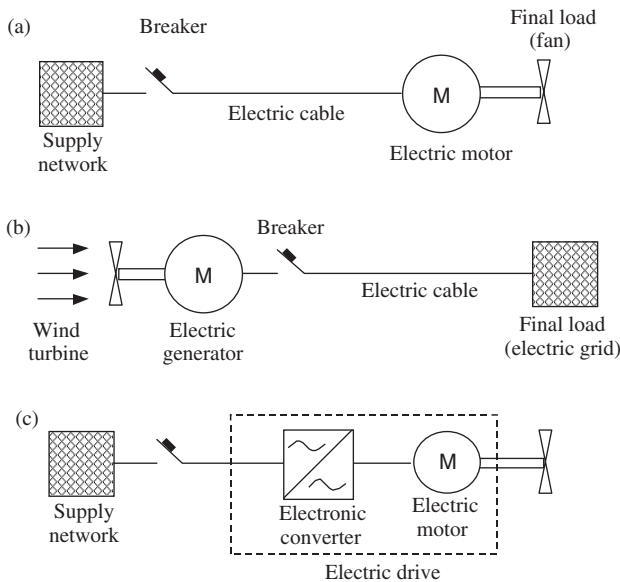 (a)
Breaker
Final load
(fan)
M
Electric cable
Supply
network
Electric motor
(b)
Breaker
M
Electric cable
Wind
turbine
Electric
generator
Final load
(electric grid)
(c)
M
Supply
network
Electronic
converter
Electric
motor
Electric drive